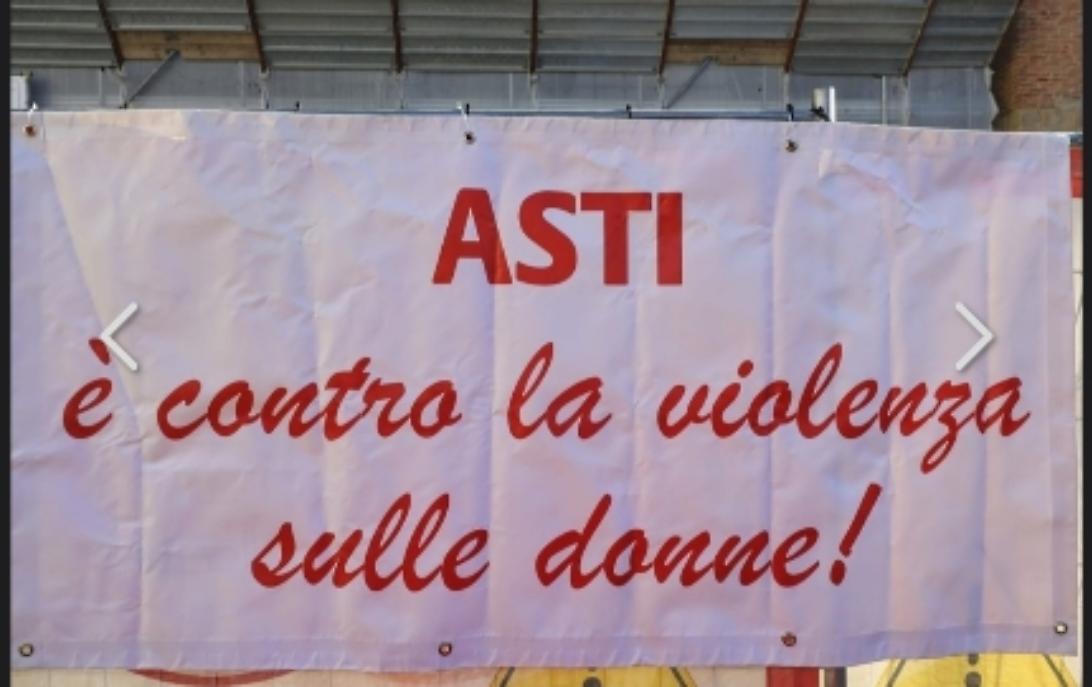 ASTI
è contro la violenza
sulle donne!